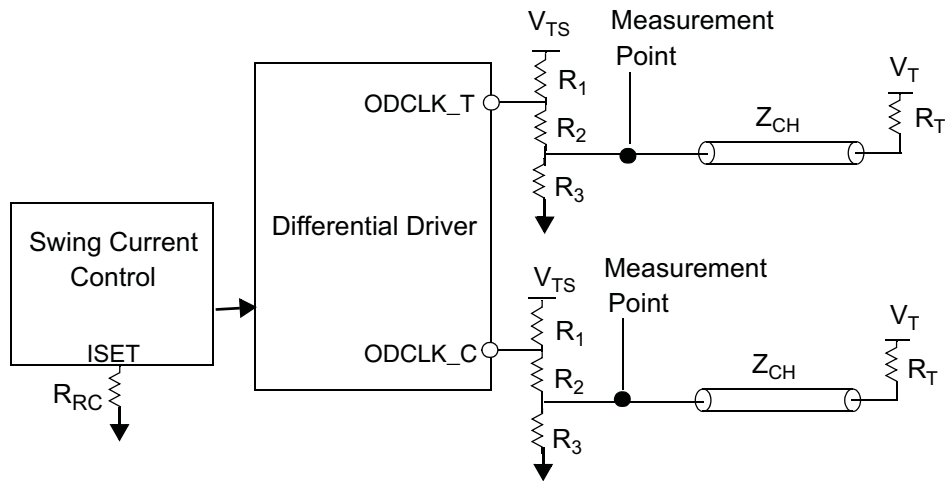 V_TS
Measurement
Point
R_1
ODCLK_T
R_2
R_3
Z_CH
V_T
R_T
Differential Driver
Swing Current
Control
ISET
R_RC
V_TS
Measurement
Point
R_1
ODCLK_C
R_2
R_3
Z_CH
V_T
R_T